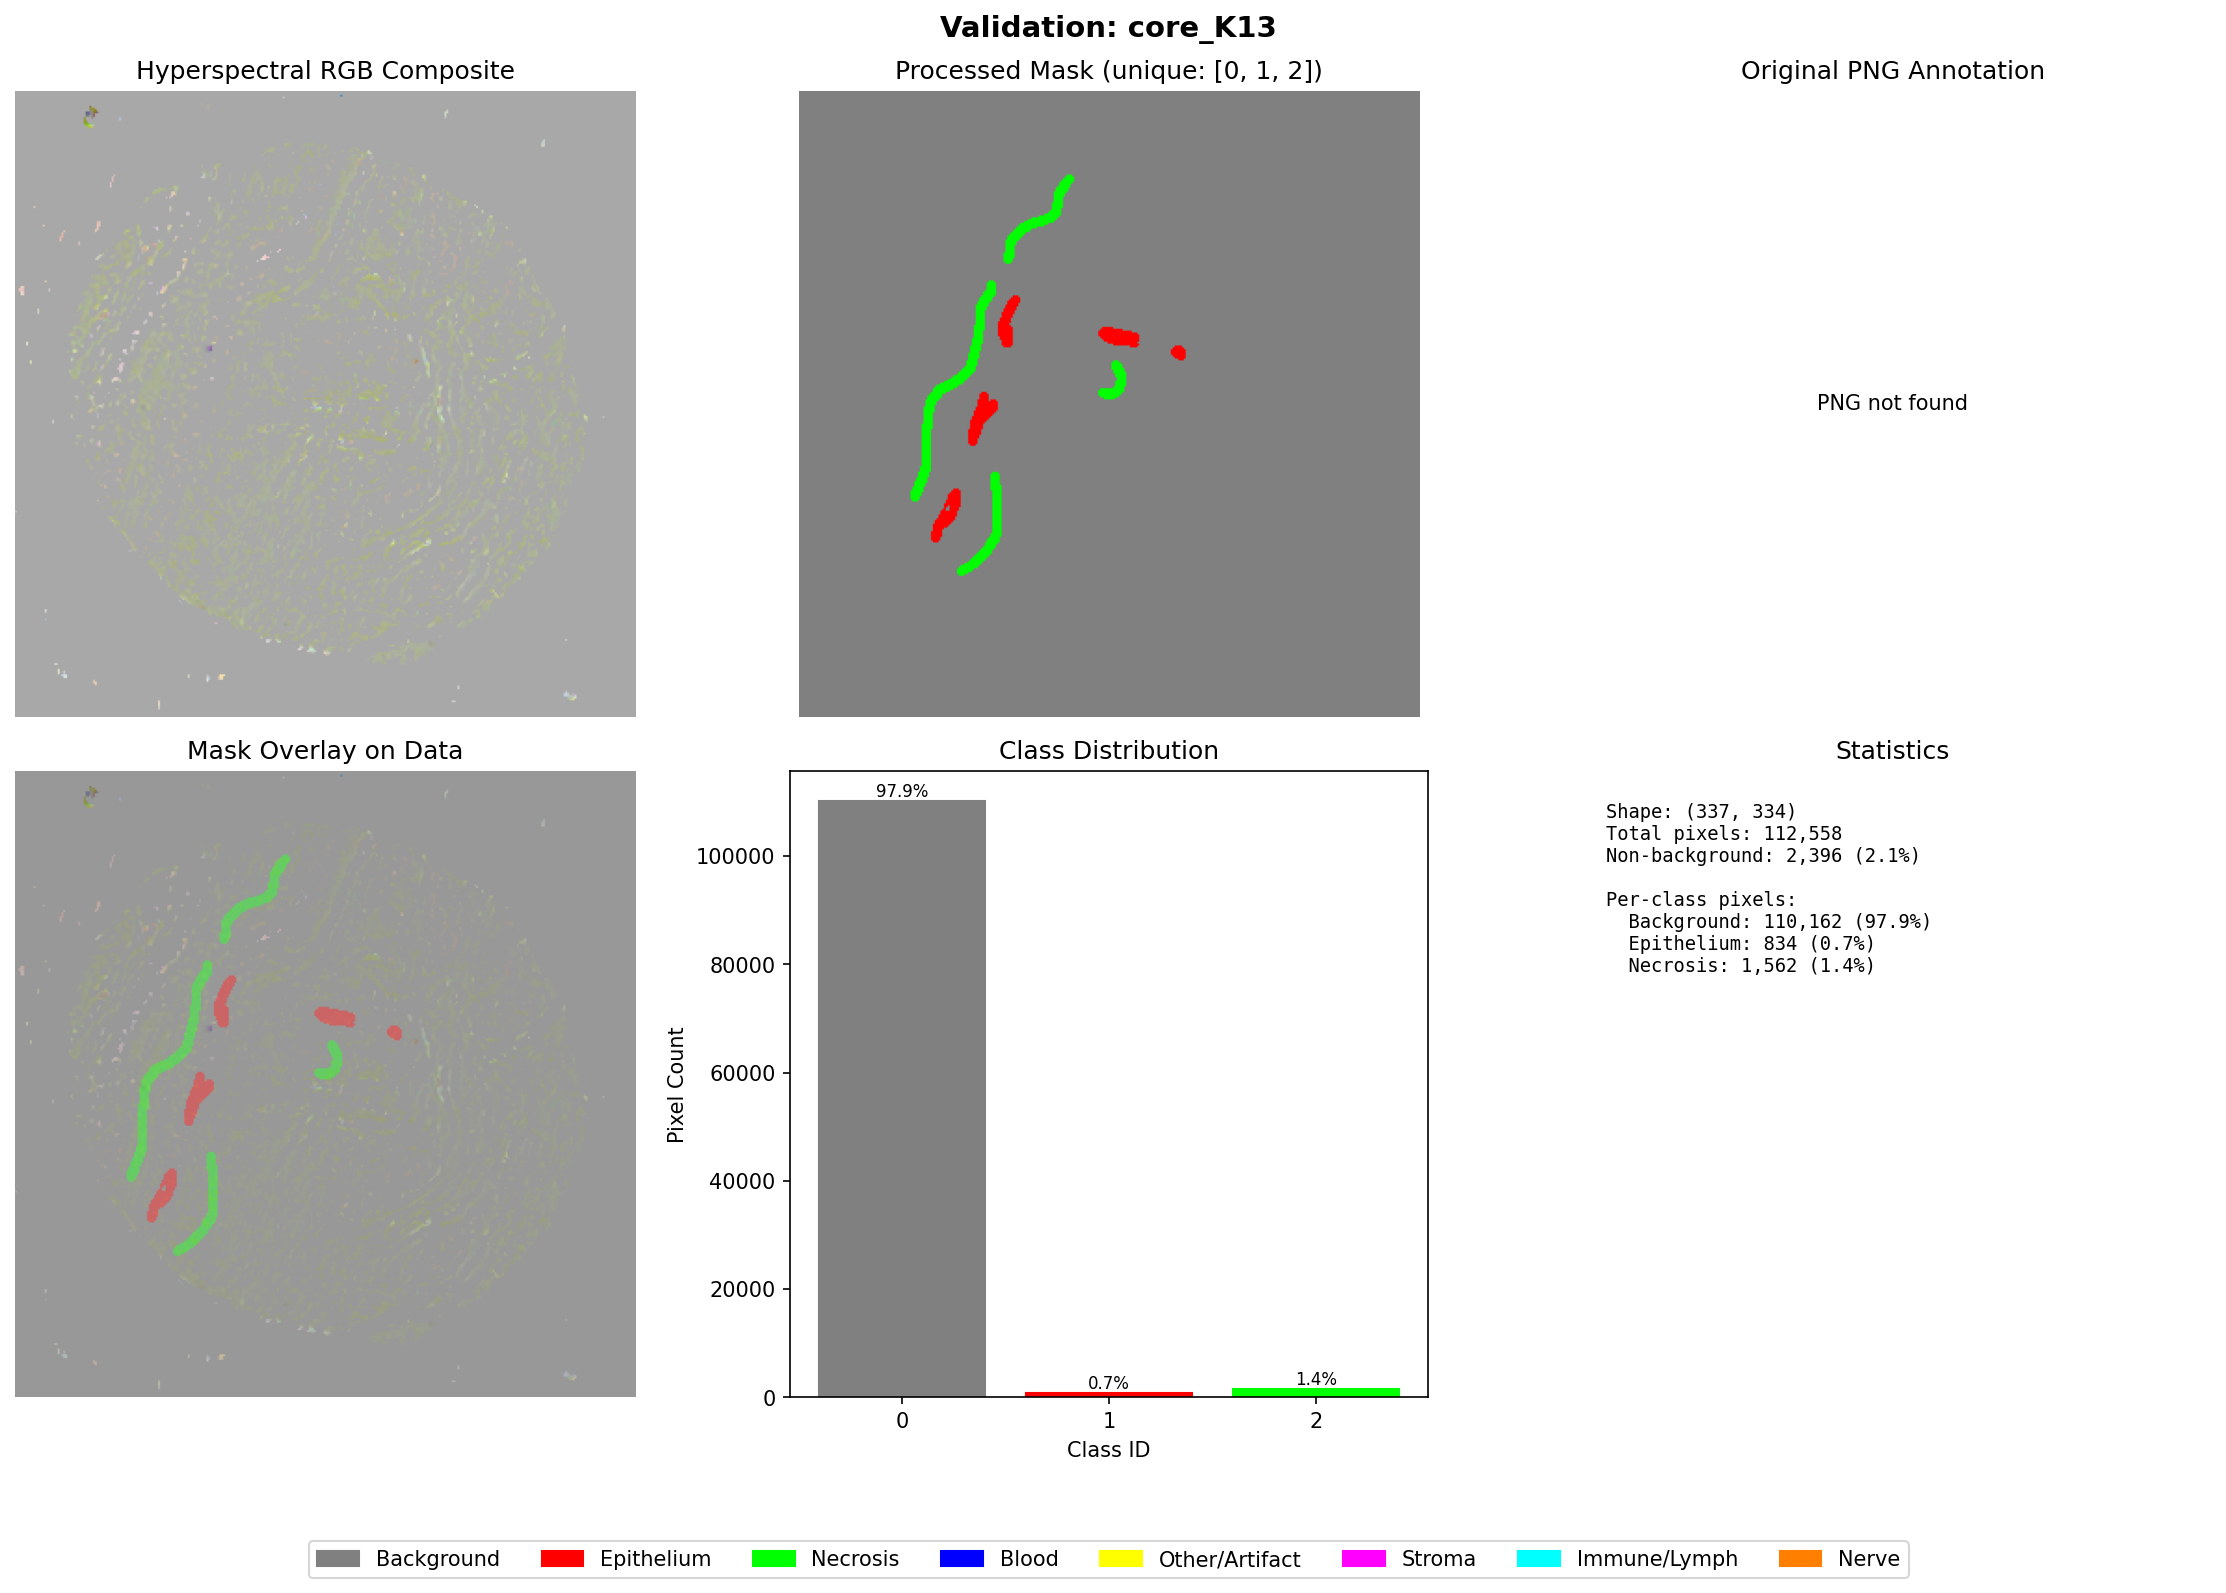 Validation: core_K13
Hyperspectral RGB Composite
Processed Mask (unique: [0, 1, 2])
Original PNG Annotation
PNG not found
Mask Overlay on Data
Class Distribution
97.9%
0.7%
1.4%
100000
80000
60000
40000
20000
0
Pixel Count
0 1 2
Class ID
Statistics
Shape: (337, 334)
Total pixels: 112,558
Non-background: 2,396 (2.1%)
Per-class pixels:
Background: 110,162 (97.9%)
Epithelium: 834 (0.7%)
Necrosis: 1,562 (1.4%)
Background Epithelium Necrosis Blood Other/Artifact Stroma Immune/Lymph Nerve